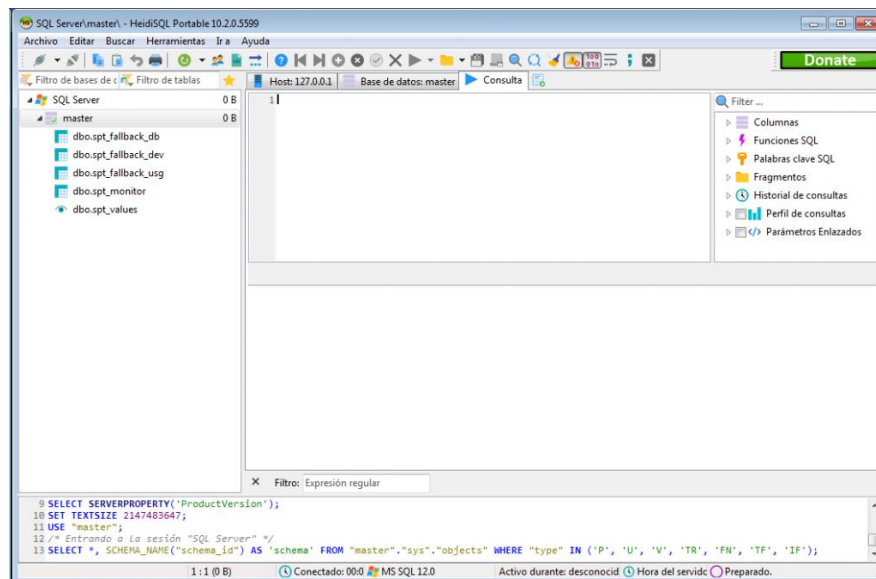 SQL Server\master\ - HeidiSQL Portable 10.2.0.5599
Archivo Editar Buscar Herramientas Ir a Ayuda
Donate
Filtro de bases de d Filtro de tablas
Host: 127.0.0.1 Base de datos: master Consulta
SQL Server 0 B
master 0 B
dbo.spt_fallback_db
dbo.spt_fallback_dev
dbo.spt_fallback_usg
dbo.spt_monitor
dbo.spt_values
1
Filter ...
Columnas
Funciones SQL
Palabras clave SQL
Fragmentos
Historial de consultas
Perfil de consultas
Parámetros Enlazados
Filtro: Expresión regular
9 SELECT SERVERPROPERTY('ProductVersion');
10 SET TEXTSIZE 2147483647;
11 USE "master";
12 /* Entrando a la sesión "SQL Server" */
13 SELECT *, SCHEMA_NAME("schema_id") AS 'schema' FROM "master"."sys"."objects" WHERE "type" IN ('P', 'U', 'V', 'TR', 'FN', 'TF', 'IF');
1 : 1 (0 B) Conectado: 00:0 MS SQL 12.0 Activo durante: desconocid Hora del servidc Preparado.